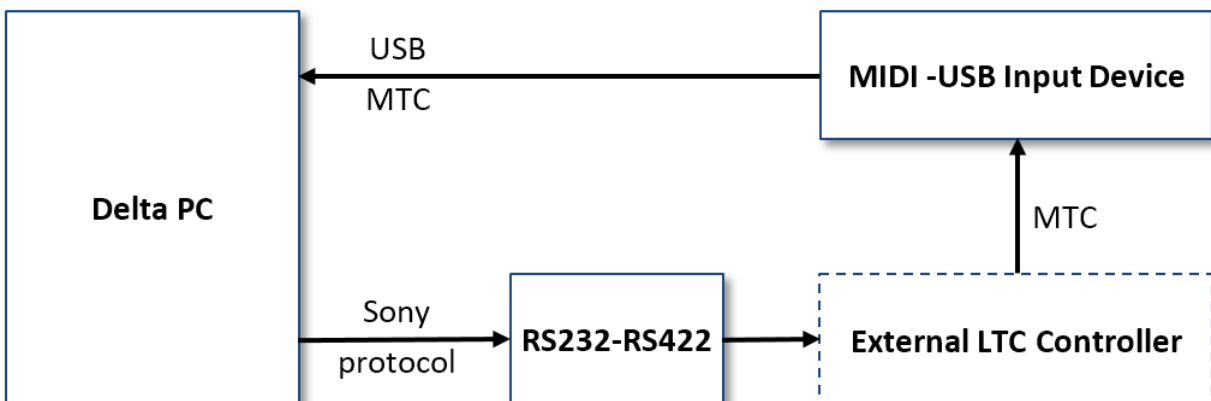 USB
MIDI -USB Input Device
MTC
Delta PC
MTC
Sony
protocol
RS232-RS422
External LTC Controller